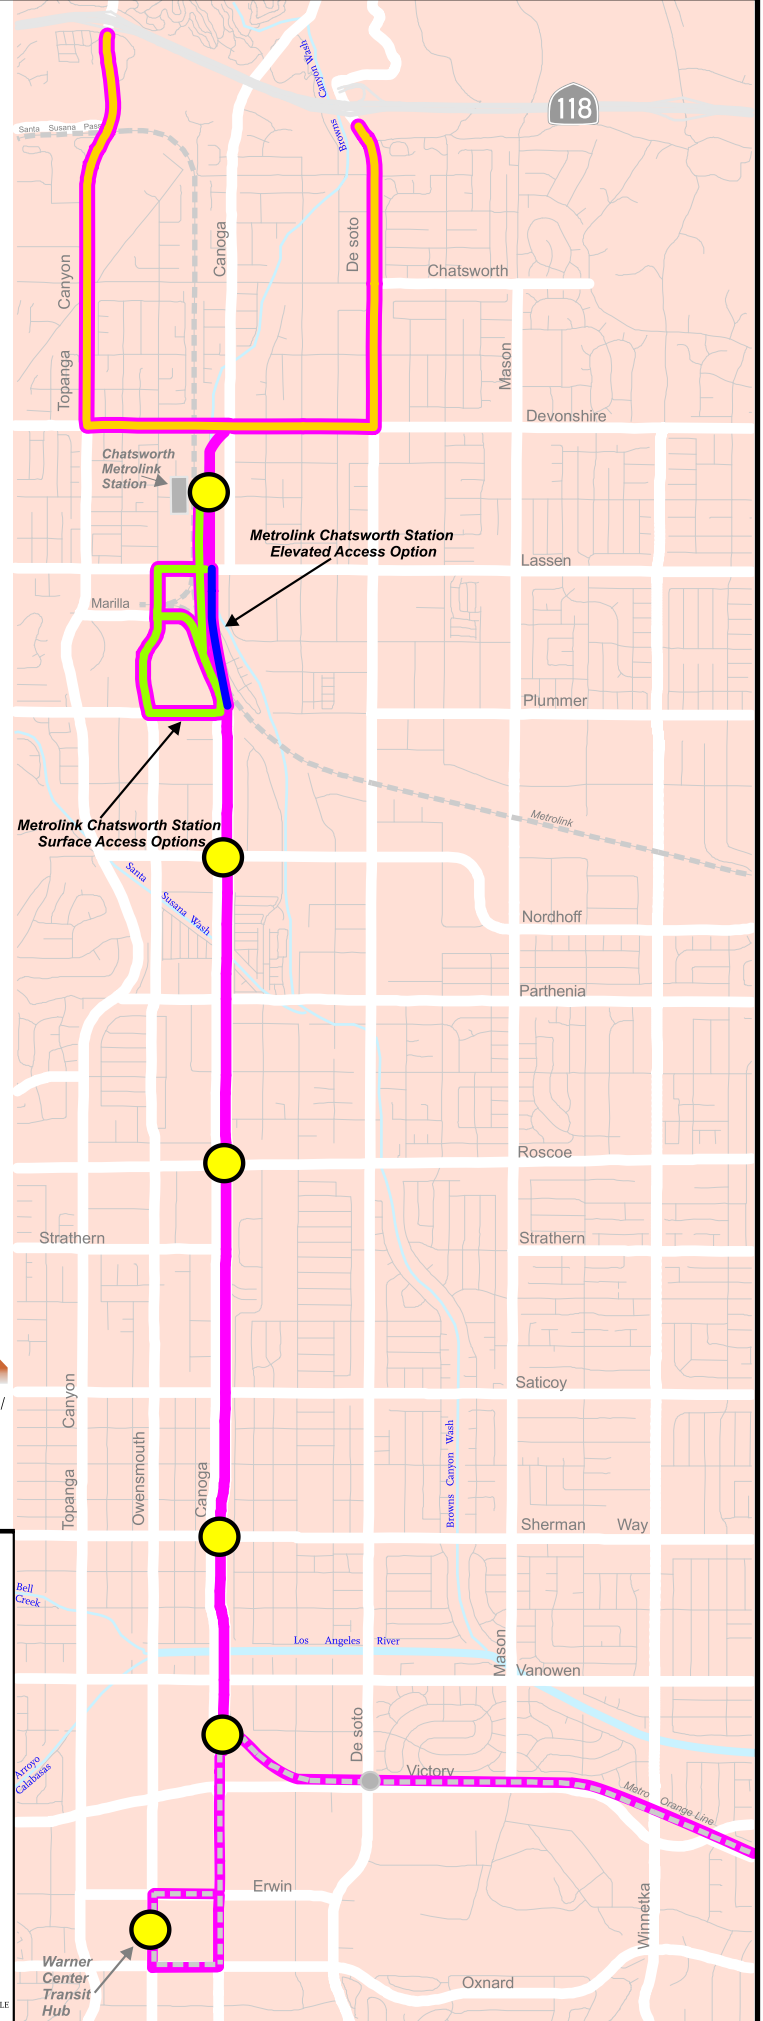 Canyon Wash
118
Santa Susana Pass
Browns
Canyon
Canoga
De soto
Chatsworth
Topanga
Mason
Devonshire
Chatsworth
Metrolink
Station
Metrolink Chatsworth Station
Elevated Access Option
Lassen
Marilla
Plummer
Metrolink
Metrolink Chatsworth Station
Surface Access Options
Santa
Susana Wash
Nordhoff
Parthenia
Roscoe
Strathern
Strathern
/
Saticoy
Canyon
Topanga
Owensmouth
Canoga
Browns Canyon Wash
Sherman Way
Bell
Creek
Los Angeles River
Mason
Vanowen
De soto
Arroyo
Calabasas
Victory
Metro Orange Line
Erwin
Winnetka
Warner
Center
Transit
Hub
Oxnard
LE